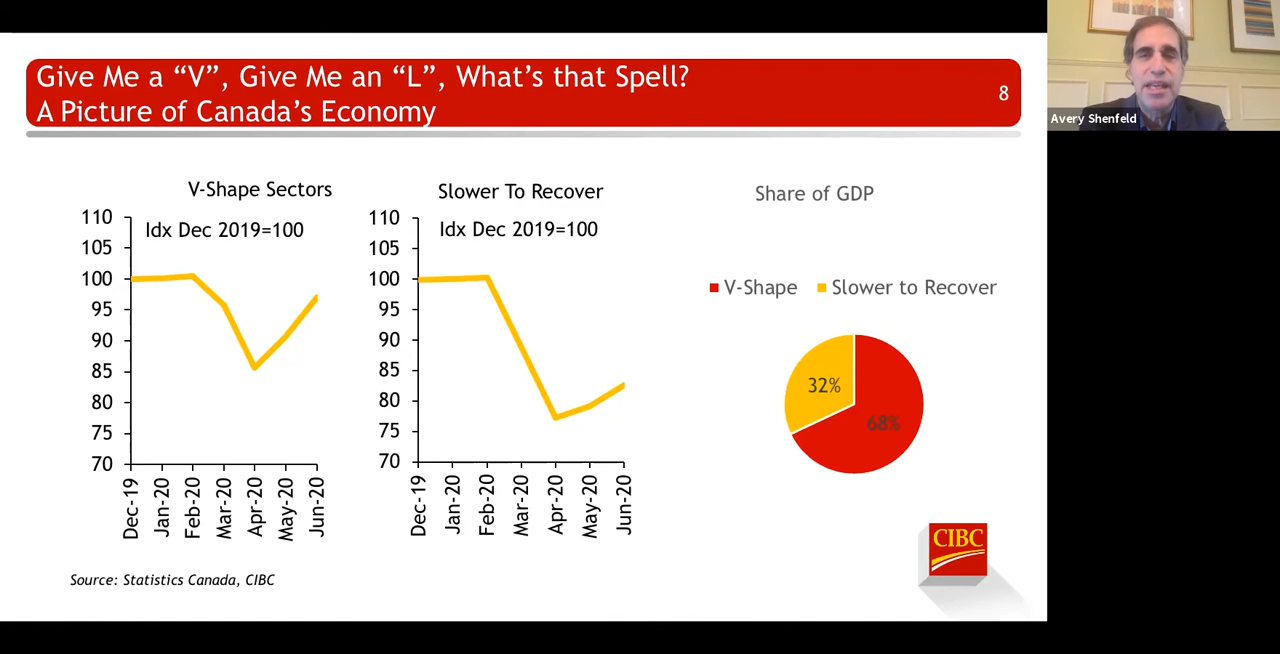 Give Me a “V”, Give Me an “L”, What’s that Spell?
A Picture of Canada’s Economy
8
Avery Shenfeld
V-Shape Sectors
Idx Dec 2019=100
110
105
100
95
90
85
80
75
70
Dec-19
Jan-20
Feb-20
Mar-20
Apr-20
May-20
Jun-20
Slower To Recover
Idx Dec 2019=100
110
105
100
95
90
85
80
75
70
Dec-19
Jan-20
Feb-20
Mar-20
Apr-20
May-20
Jun-20
Share of GDP
V-Shape Slower to Recover
32%
68%
CIBC
Source: Statistics Canada, CIBC